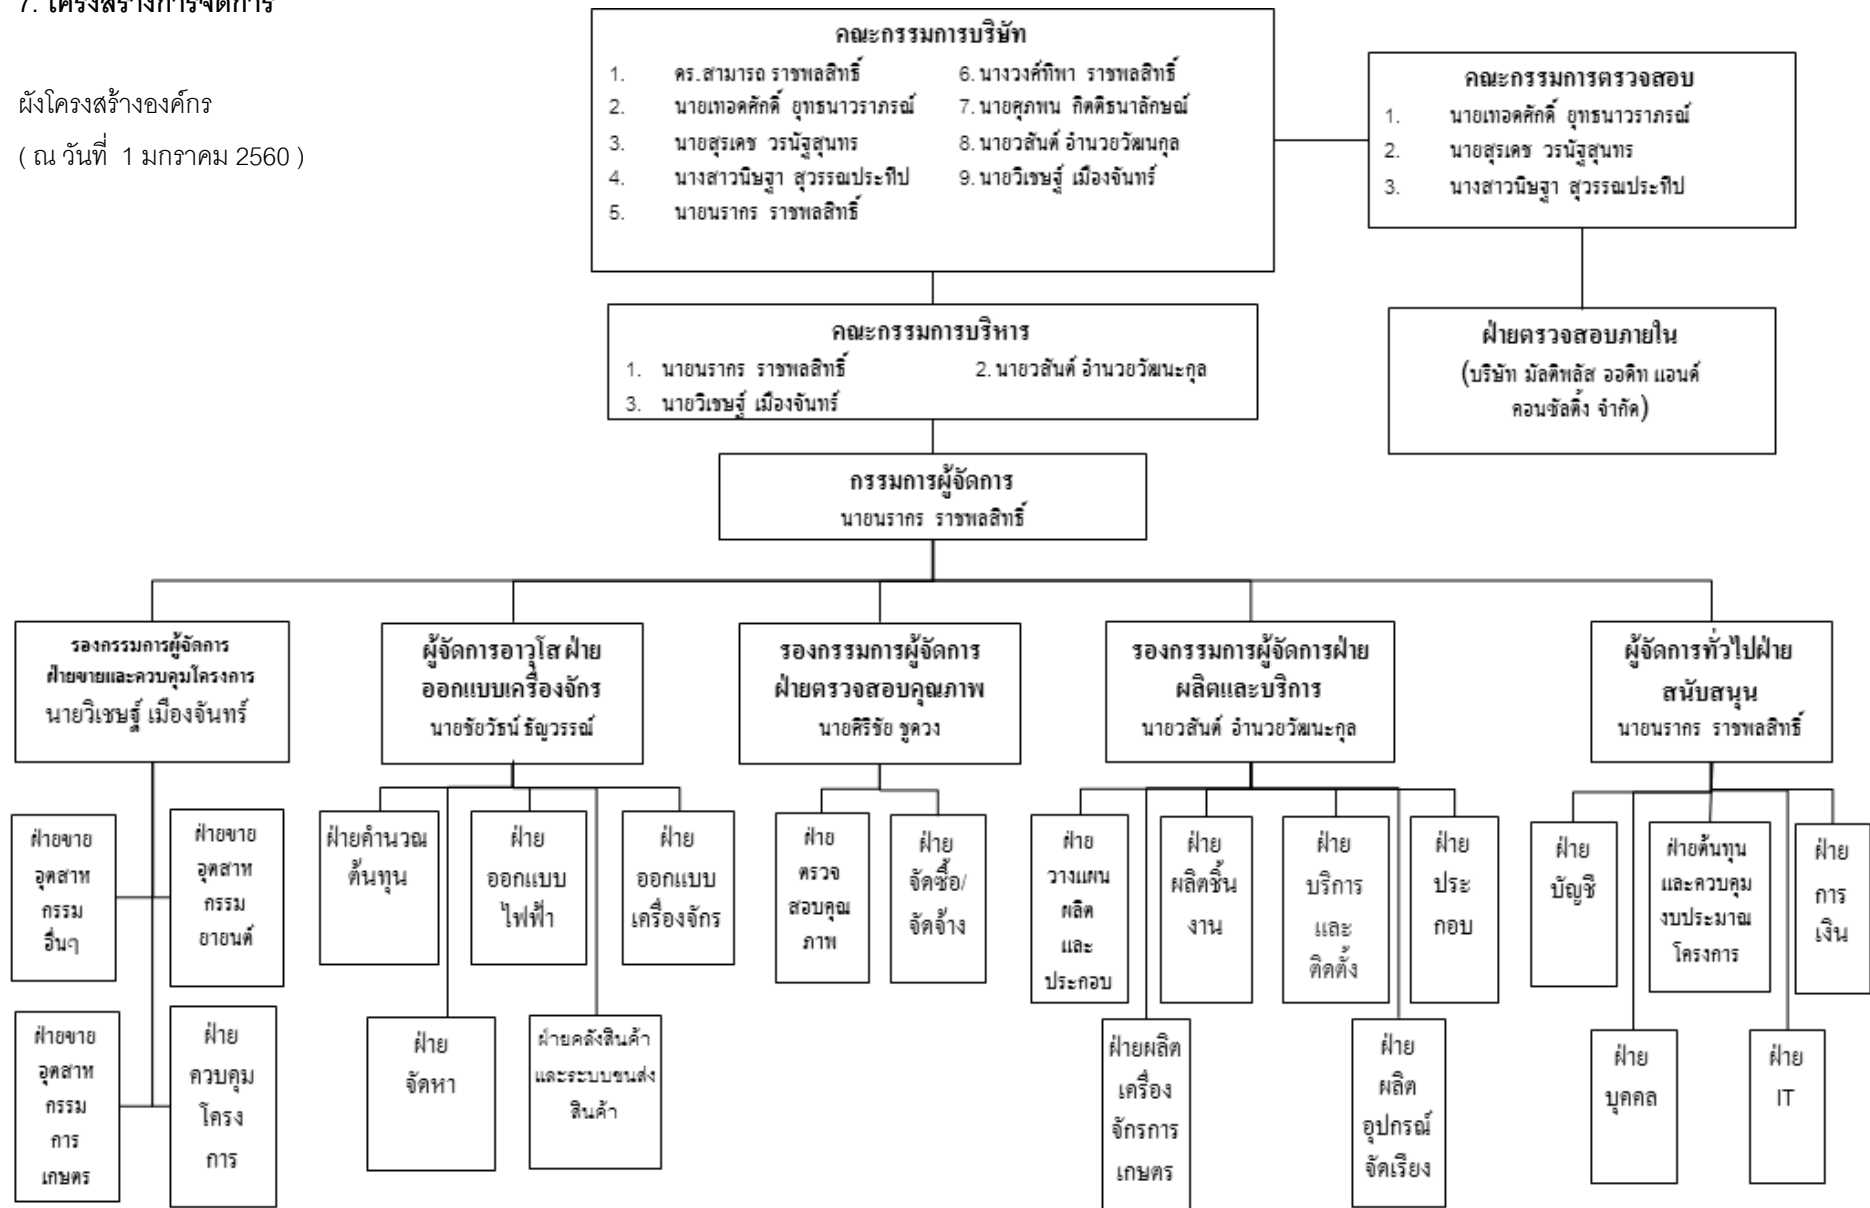 7. โครงสร้างการจัดการ
ผังโครงสร้างองค์กร
( ณ วันที่ 1 มกราคม 2560 )
คณะกรรมการบริษัท
1. ดร.สามารถ ราชพลสิทธิ์
2. นายเทอดศักดิ์ ยุทธนาวราภรณ์
3. นายสุรเดช วรนัฐสุนทร
4. นางสาวนิษฐา สุวรรณประทีป
5. นายนรากร ราชพลสิทธิ์
6. นางวงศ์ทิพา ราชพลสิทธิ์
7. นายศุภพน กิตติธนาลักษณ์
8. นายวสันต์ อำนวยวัฒนกุล
9. นายวิเชษฐ์ เมืองจันทร์
คณะกรรมการตรวจสอบ
1. นายเทอดศักดิ์ ยุทธนาวราภรณ์
2. นายสุรเดช วรนัฐสุนทร
3. นางสาวนิษฐา สุวรรณประทีป
ฝ่ายตรวจสอบภายใน
(บริษัท มัลติพลัส ออดิท แอนด์
คอนซัลติ้ง จำกัด)
คณะกรรมการบริหาร
1. นายนรากร ราชพลสิทธิ์ 2. นายวสันต์ อำนวยวัฒนะกุล
3. นายวิเชษฐ์ เมืองจันทร์
กรรมการผู้จัดการ
นายนรากร ราชพลสิทธิ์
รองกรรมการผู้จัดการ
ฝ่ายขายและควบคุมโครงการ
นายวิเชษฐ์ เมืองจันทร์
ฝ่ายขาย
อุตสาห
กรรม
อื่นๆ
ฝ่ายขาย
อุตสาห
กรรม
ยายนต์
ฝ่ายขาย
อุตสาห
กรรม
การ
เกษตร
ฝ่าย
ควบคุม
โครง
การ
ผู้จัดการอาวุโส ฝ่าย
ออกแบบเครื่องจักร
นายชัยวัธน์ ธัญวรรณ์
ฝ่ายคำนวณ
ต้นทุน
ฝ่าย
ออกแบบ
ไฟฟ้า
ฝ่าย
ออกแบบ
เครื่องจักร
ฝ่าย
จัดหา
ฝ่ายคลังสินค้า
และระบบขนส่ง
สินค้า
รองกรรมการผู้จัดการ
ฝ่ายตรวจสอบคุณภาพ
นายศิริชัย ชูดวง
ฝ่าย
ตรวจ
สอบคุณ
ภาพ
ฝ่าย
จัดซื้อ/
จัดจ้าง
รองกรรมการผู้จัดการฝ่าย
ผลิตและบริการ
นายวสันต์ อำนวยวัฒนะกุล
ฝ่าย
วางแผน
ผลิต
และ
ประกอบ
ฝ่าย
ผลิตชิ้น
งาน
ฝ่าย
บริการ
และ
ติดตั้ง
ฝ่าย
ประ
กอบ
ฝ่ายผลิต
เครื่อง
จักรการ
เกษตร
ฝ่าย
ผลิต
อุปกรณ์
จัดเรียง
ผู้จัดการทั่วไปฝ่าย
สนับสนุน
นายนรากร ราชพลสิทธิ์
ฝ่าย
บัญชี
ฝ่ายต้นทุน
และควบคุม
งบประมาณ
โครงการ
ฝ่าย
การ
เงิน
ฝ่าย
บุคคล
ฝ่าย
IT